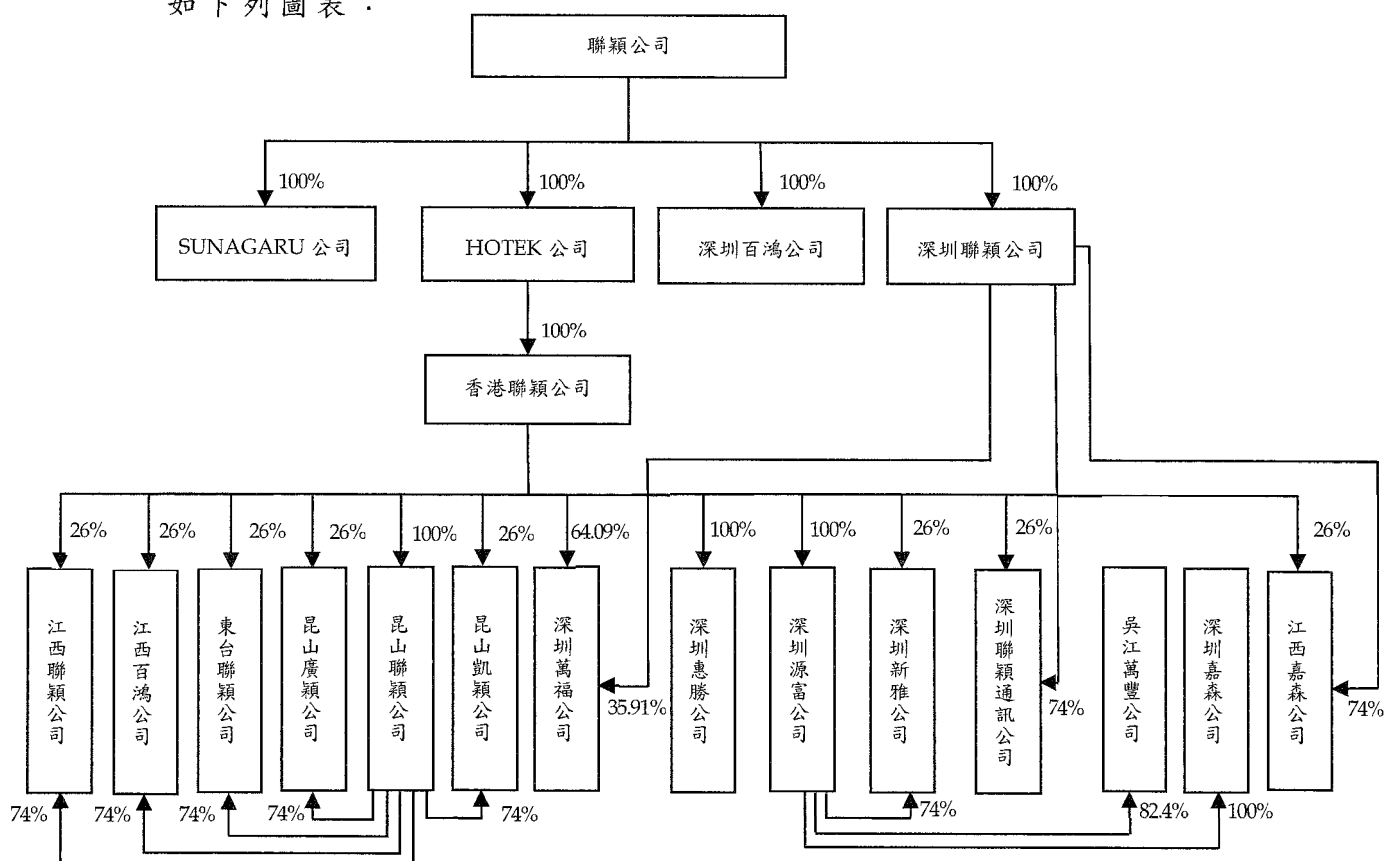 如下列圖表：
聯穎公司
100%
100%
100%
100%
SUNAGARU 公司
HOTEK 公司
深圳百鴻公司
深圳聯穎公司
100%
香港聯穎公司
26%
26%
26%
26%
100%
26%
64.09%
100%
100%
26%
26%
26%
江西聯穎公司
江西百鴻公司
東台聯穎公司
昆山廣穎公司
昆山聯穎公司
昆山凱穎公司
深圳萬福公司
深圳惠勝公司
深圳源富公司
深圳新雅公司
深圳聯穎通訊公司
吳江萬豐公司
深圳嘉森公司
江西嘉森公司
35.91%
74%
74%
74%
74%
74%
74%
74%
74%
82.4%
100%